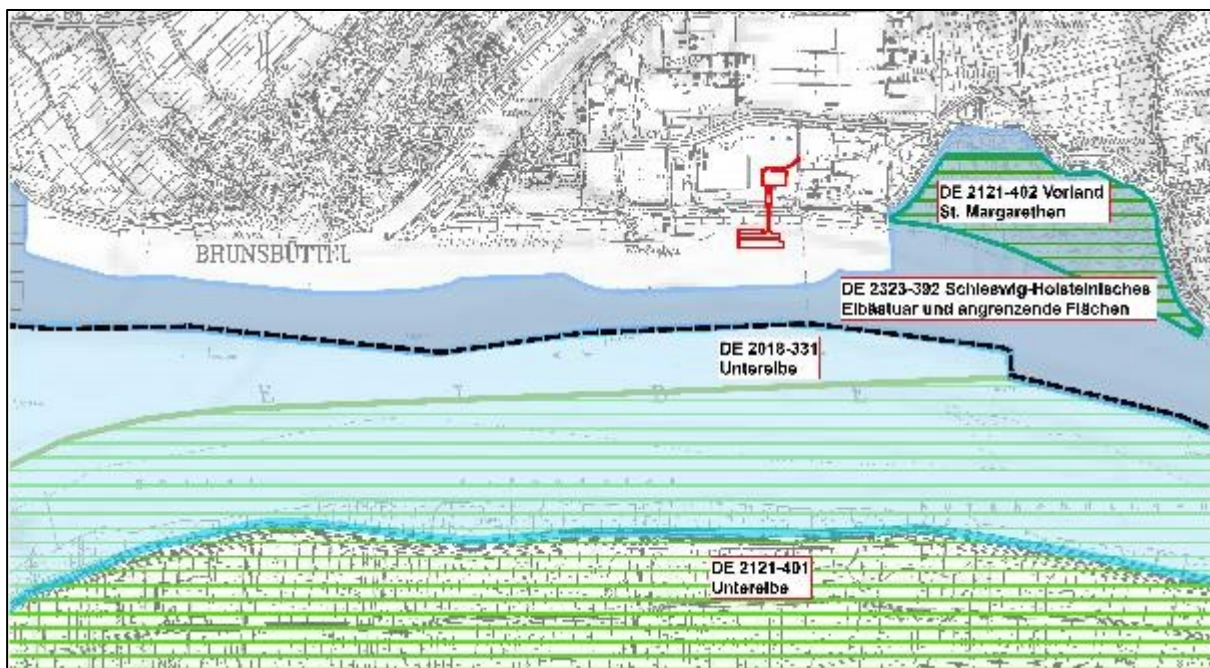 DE 2121-402 Vorland
St. Margarethen
BRUNSBÜTTEL
DE 2323-392 Schleswig-Holsteinisches
Elbästuar und angrenzende Flächen
DE 2018-331
Unterelbe
E L B E
DE 2121-401
Unterelbe